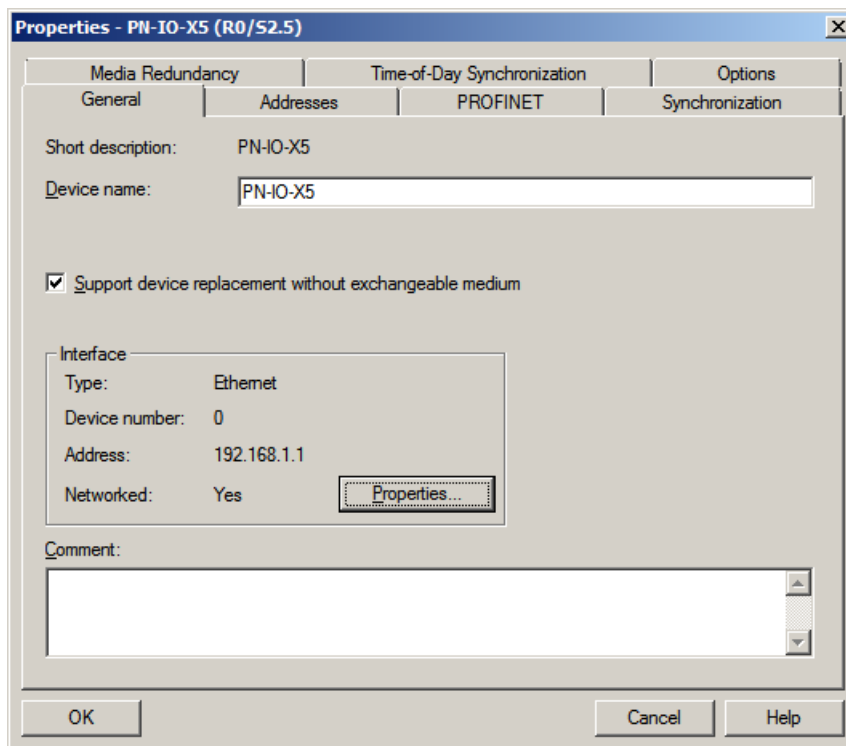 Properties - PN-IO-X5 (R0/S2.5)
Media Redundancy Time-of-Day Synchronization Options
General Addresses PROFINET Synchronization
Short description: PN-IO-X5
Device name: PN-IO-X5
Support device replacement without exchangeable medium
Interface
Type: Ethernet
Device number: 0
Address: 192.168.1.1
Networked: Yes Properties...
Comment:
OK Cancel Help